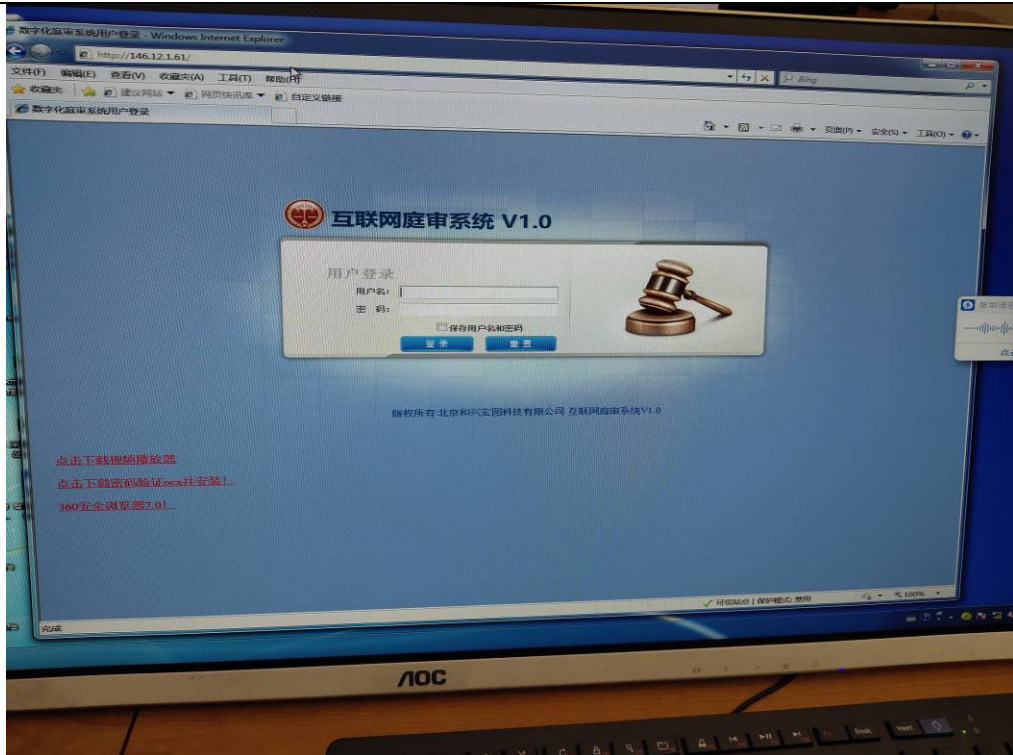 数字化庭审系统用户登录 - Windows Internet Explorer
http://146.12.1.61/
Bing
文件(F) 编辑(E) 查看(V) 收藏夹(A) 工具(T) 帮助(H)
收藏夹 建议网站 网页快讯库 自定义链接
数字化庭审系统用户登录
页面(P) 安全(S) 工具(O)
互联网庭审系统 V1.0
用户登录
用户名:
密 码:
保存用户名和密码
登录 重置
版权所有:北京和兴宏图科技有限公司 互联网庭审系统V1.0
点击下载视频播放器
点击下载密码验证ocx并安装!
360安全浏览器7.0!
完成
可信站点 | 保护模式: 禁用
100%
AOC
Break
Insert